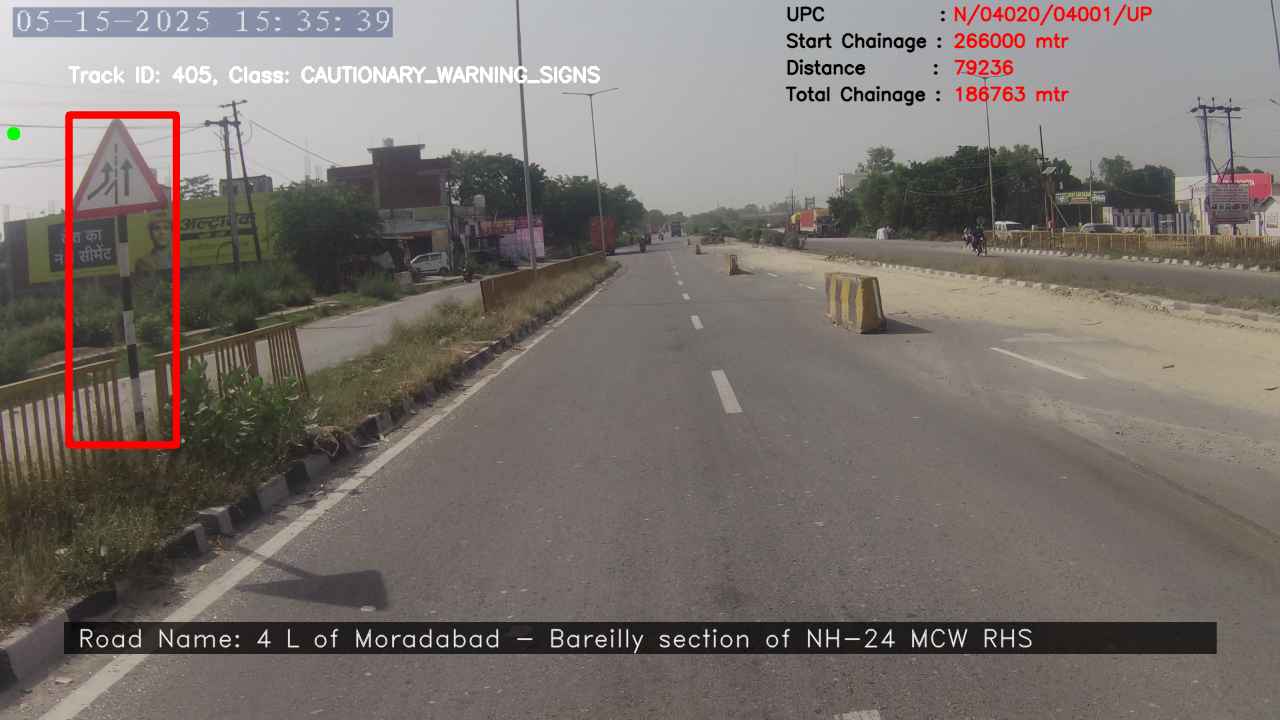 05-15-2025 15:35:39
UPC : N/04020/04001/UP
Start Chainage : 266000 mtr
Distance : 79236
Total Chainage : 186763 mtr
Track ID: 405, Class: CAUTIONARY_WARNING_SIGNS
अल्ट्राटेक
देश का
नं सीमेंट
Road Name: 4 L of Moradabad - Bareilly section of NH-24 MCW RHS